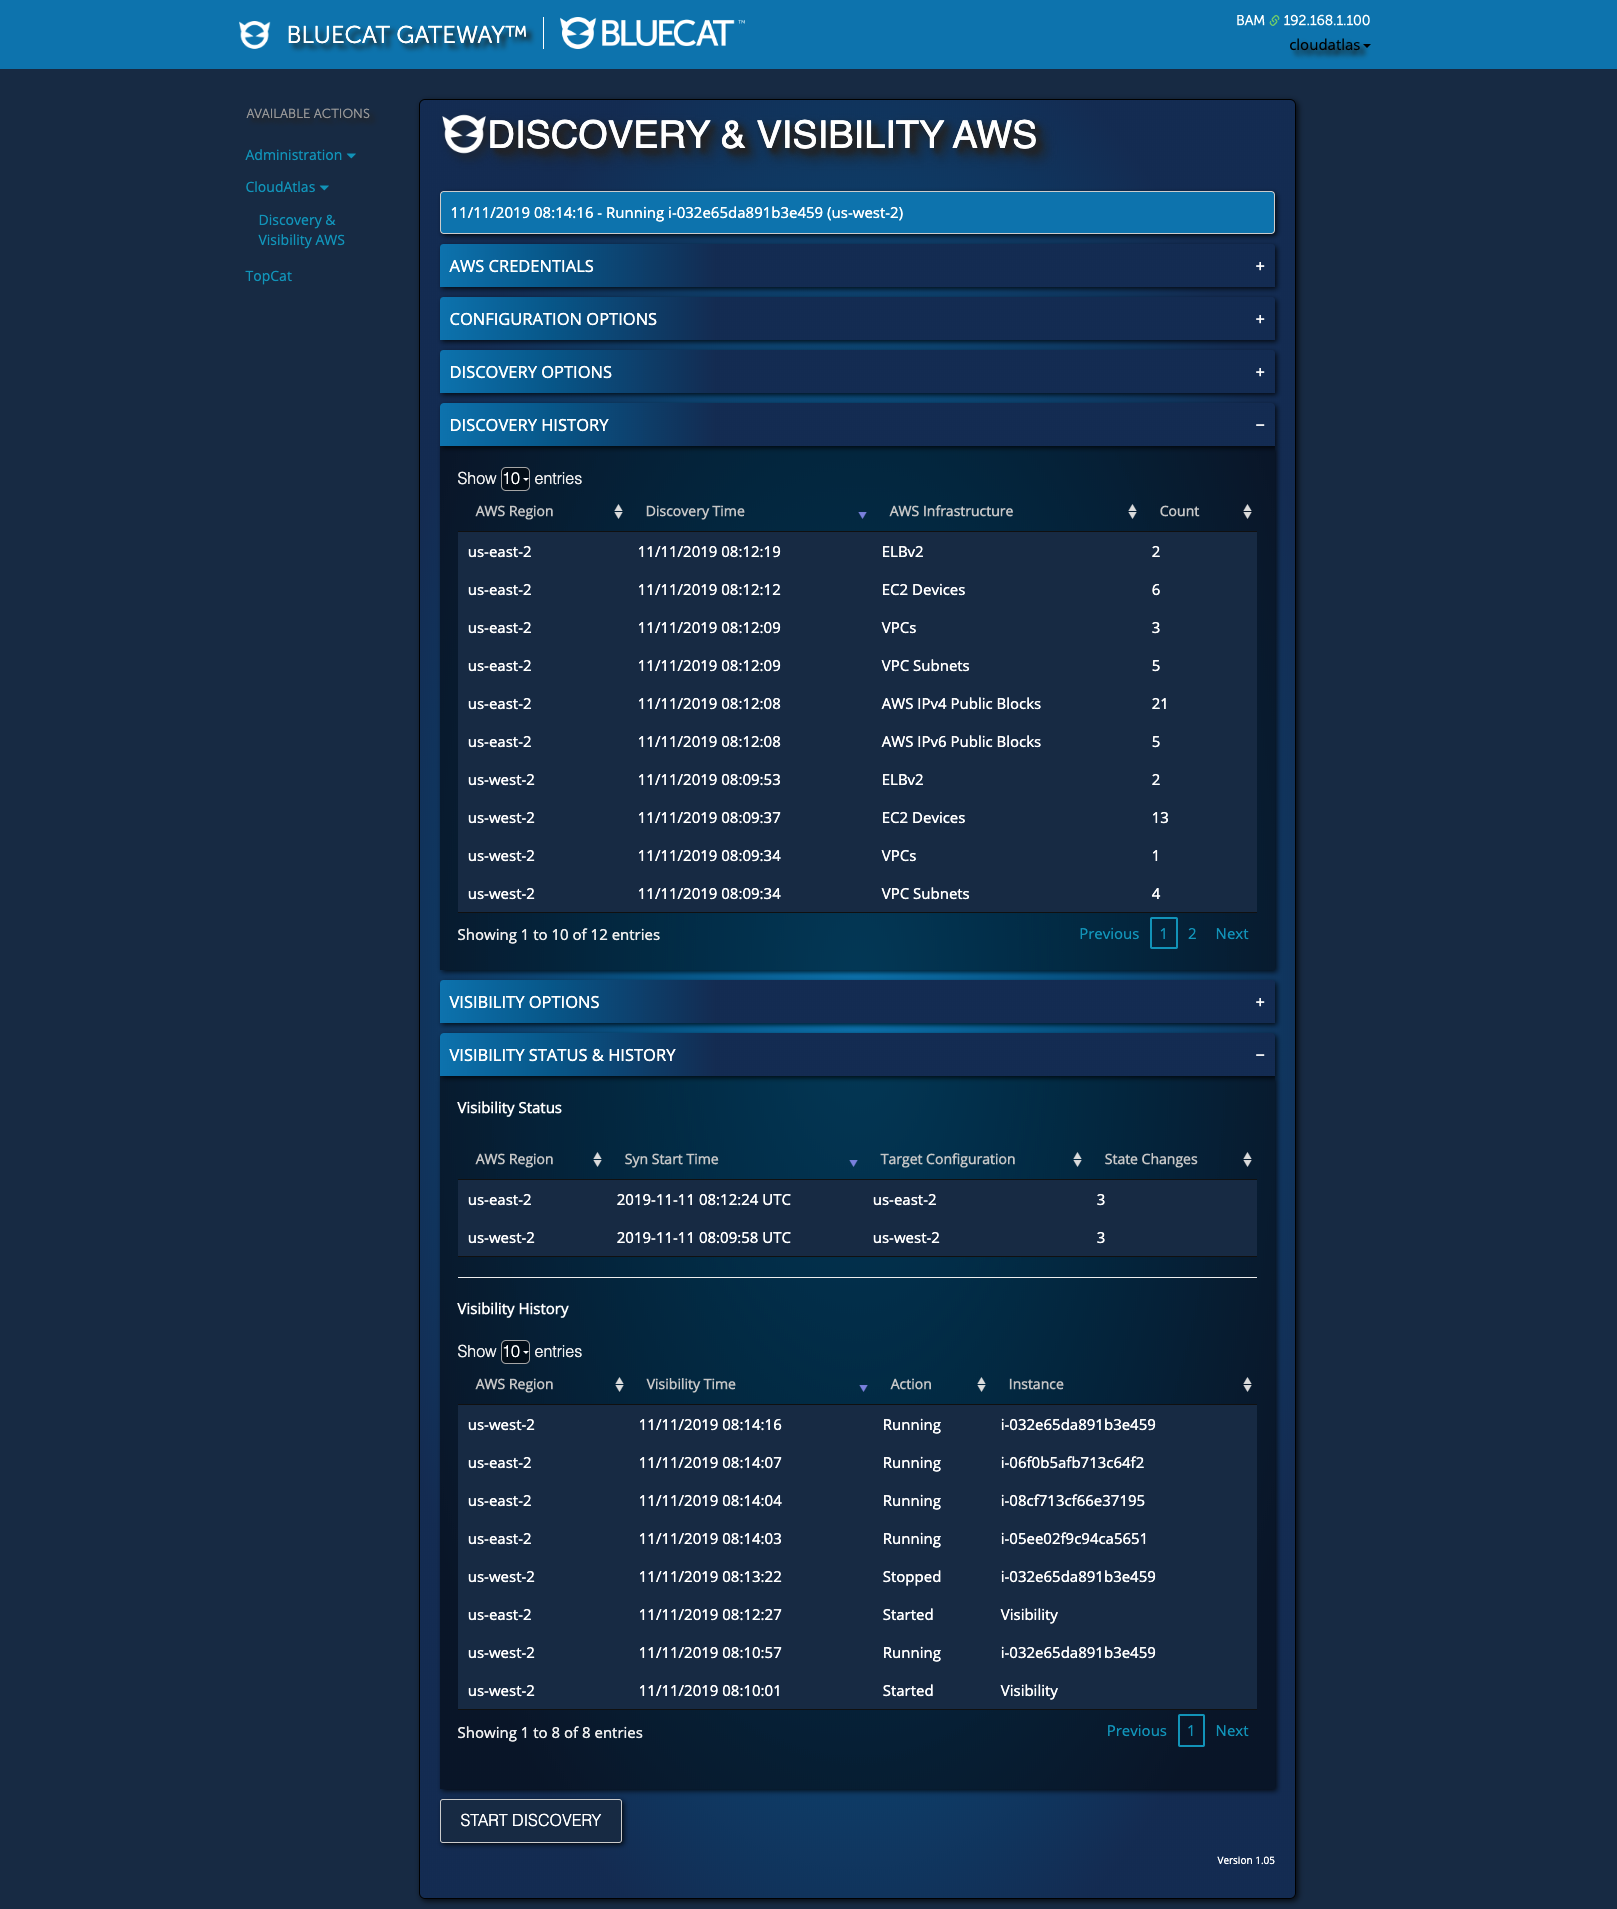 BLUECAT GATEWAY™ BLUECAT™
BAM 192.168.1.100
cloudatlas
AVAILABLE ACTIONS
Administration
CloudAtlas
Discovery &
Visibility AWS
TopCat
DISCOVERY & VISIBILITY AWS
11/11/2019 08:14:16 - Running i-032e65da891b3e459 (us-west-2)
AWS CREDENTIALS +
CONFIGURATION OPTIONS +
DISCOVERY OPTIONS +
DISCOVERY HISTORY −
Show 10 entries
AWS Region Discovery Time AWS Infrastructure Count
us-east-2 11/11/2019 08:12:19 ELBv2 2
us-east-2 11/11/2019 08:12:12 EC2 Devices 6
us-east-2 11/11/2019 08:12:09 VPCs 3
us-east-2 11/11/2019 08:12:09 VPC Subnets 5
us-east-2 11/11/2019 08:12:08 AWS IPv4 Public Blocks 21
us-east-2 11/11/2019 08:12:08 AWS IPv6 Public Blocks 5
us-west-2 11/11/2019 08:09:53 ELBv2 2
us-west-2 11/11/2019 08:09:37 EC2 Devices 13
us-west-2 11/11/2019 08:09:34 VPCs 1
us-west-2 11/11/2019 08:09:34 VPC Subnets 4
Showing 1 to 10 of 12 entries Previous 1 2 Next
VISIBILITY OPTIONS +
VISIBILITY STATUS & HISTORY −
Visibility Status
AWS Region Syn Start Time Target Configuration State Changes
us-east-2 2019-11-11 08:12:24 UTC us-east-2 3
us-west-2 2019-11-11 08:09:58 UTC us-west-2 3
Visibility History
Show 10 entries
AWS Region Visibility Time Action Instance
us-west-2 11/11/2019 08:14:16 Running i-032e65da891b3e459
us-east-2 11/11/2019 08:14:07 Running i-06f0b5afb713c64f2
us-east-2 11/11/2019 08:14:04 Running i-08cf713cf66e37195
us-east-2 11/11/2019 08:14:03 Running i-05ee02f9c94ca5651
us-west-2 11/11/2019 08:13:22 Stopped i-032e65da891b3e459
us-east-2 11/11/2019 08:12:27 Started Visibility
us-west-2 11/11/2019 08:10:57 Running i-032e65da891b3e459
us-west-2 11/11/2019 08:10:01 Started Visibility
Showing 1 to 8 of 8 entries Previous 1 Next
START DISCOVERY
Version 1.05